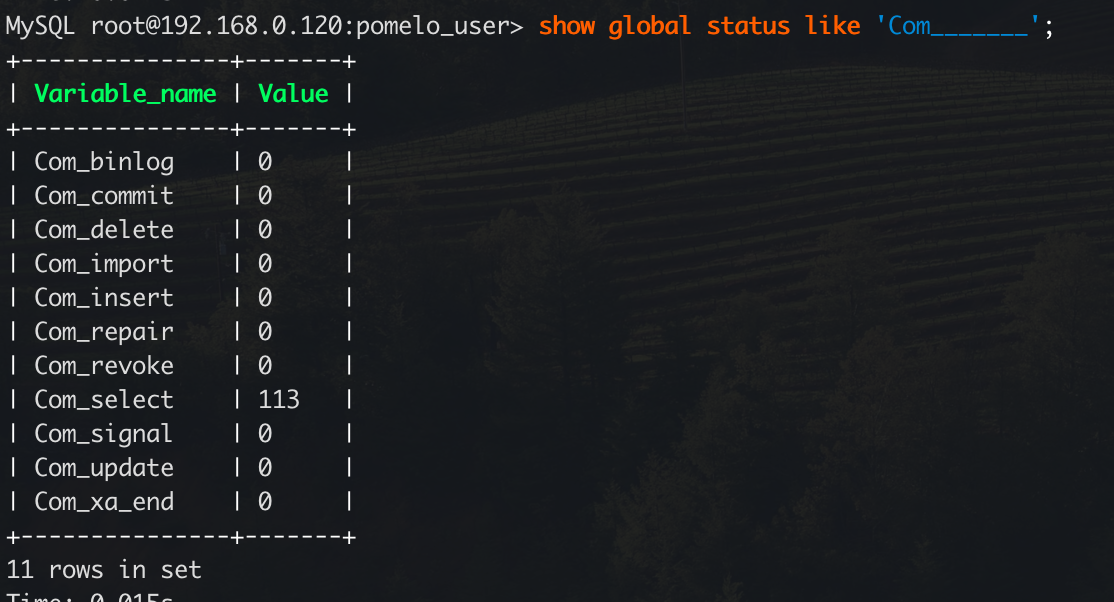 MySQL root@192.168.0.120:pomelo_user> show global status like 'Com_______';
+---------------+-------+
| Variable_name | Value |
+---------------+-------+
| Com_binlog    | 0     |
| Com_commit    | 0     |
| Com_delete    | 0     |
| Com_import    | 0     |
| Com_insert    | 0     |
| Com_repair    | 0     |
| Com_revoke    | 0     |
| Com_select    | 113   |
| Com_signal    | 0     |
| Com_update    | 0     |
| Com_xa_end    | 0     |
+---------------+-------+
11 rows in set
Time: 0.015s